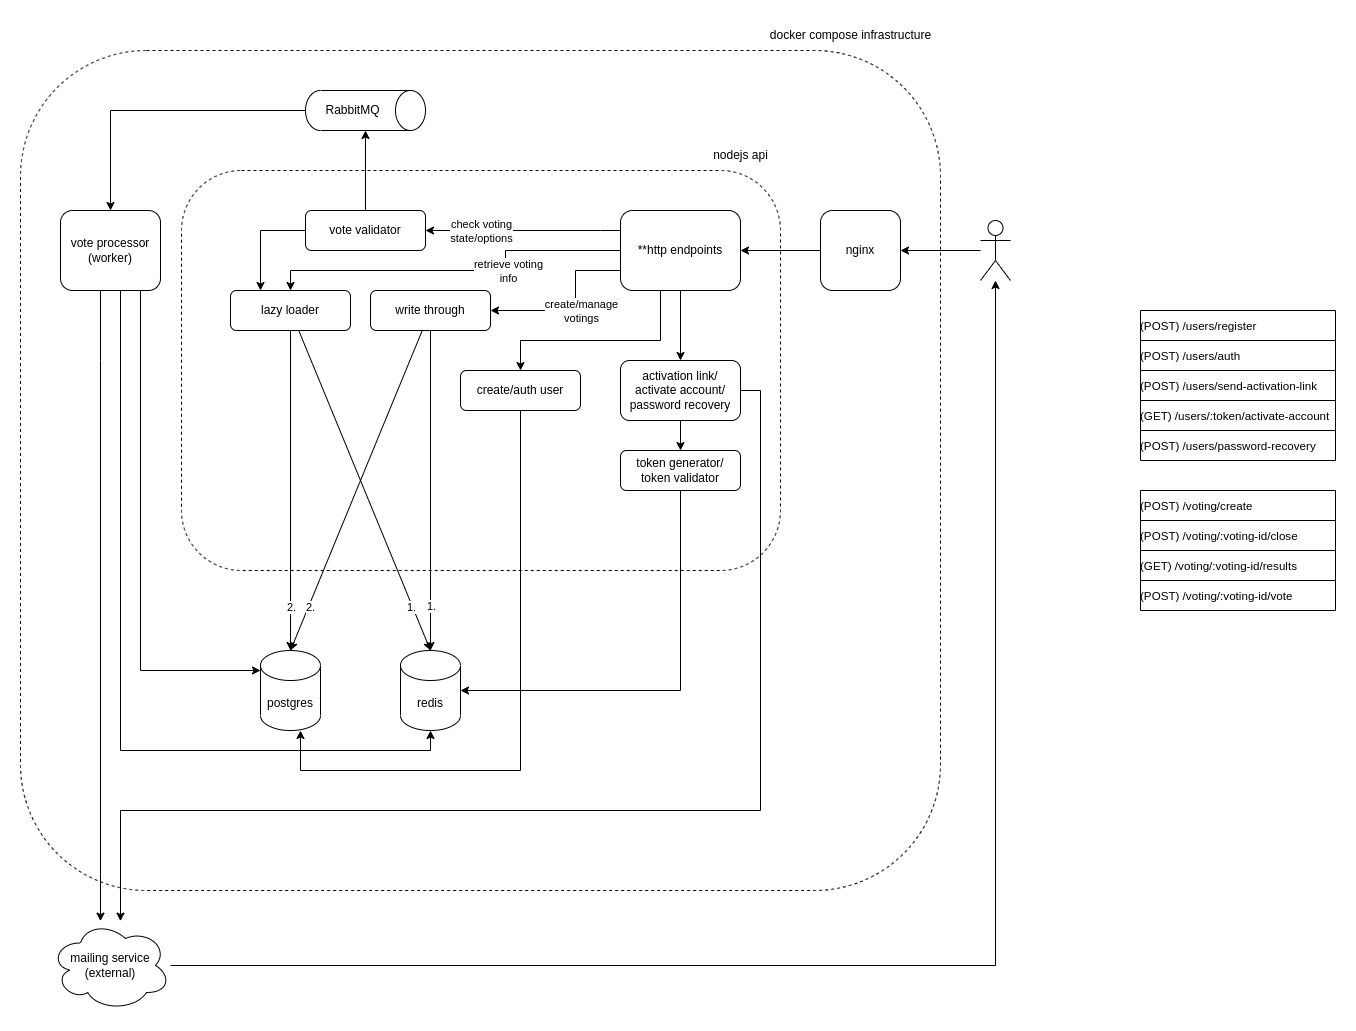 docker compose infrastructure
RabbitMQ
nodejs api
vote processor
(worker)
vote validator
check voting
state/options
**http endpoints
nginx
retrieve voting
info
lazy loader
write through
create/manage
votings
create/auth user
activation link/
activate account/
password recovery
token generator/
token validator
2.
2.
1.
1.
postgres
redis
mailing service
(external)
(POST) /users/register
(POST) /users/auth
(POST) /users/send-activation-link
(GET) /users/:token/activate-account
(POST) /users/password-recovery
(POST) /voting/create
(POST) /voting/:voting-id/close
(GET) /voting/:voting-id/results
(POST) /voting/:voting-id/vote